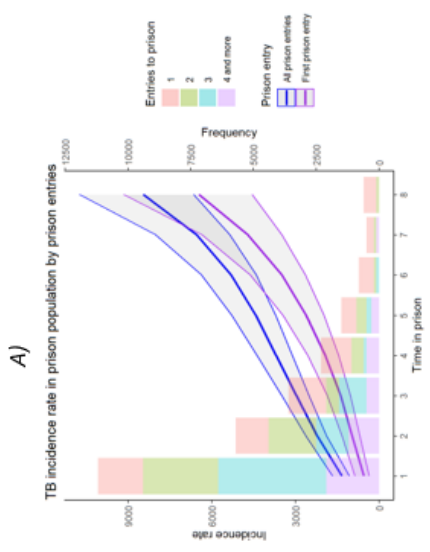 A)
TB incidence rate in prison population by prison entries
Incidence rate
9000
6000
3000
0
1
2
3
4
5
6
7
8
Time in prison
Frequency
12500
10000
7500
5000
2500
0
Entries to prison
1
2
3
4 and more
Prison entry
All prison entries
First prison entry